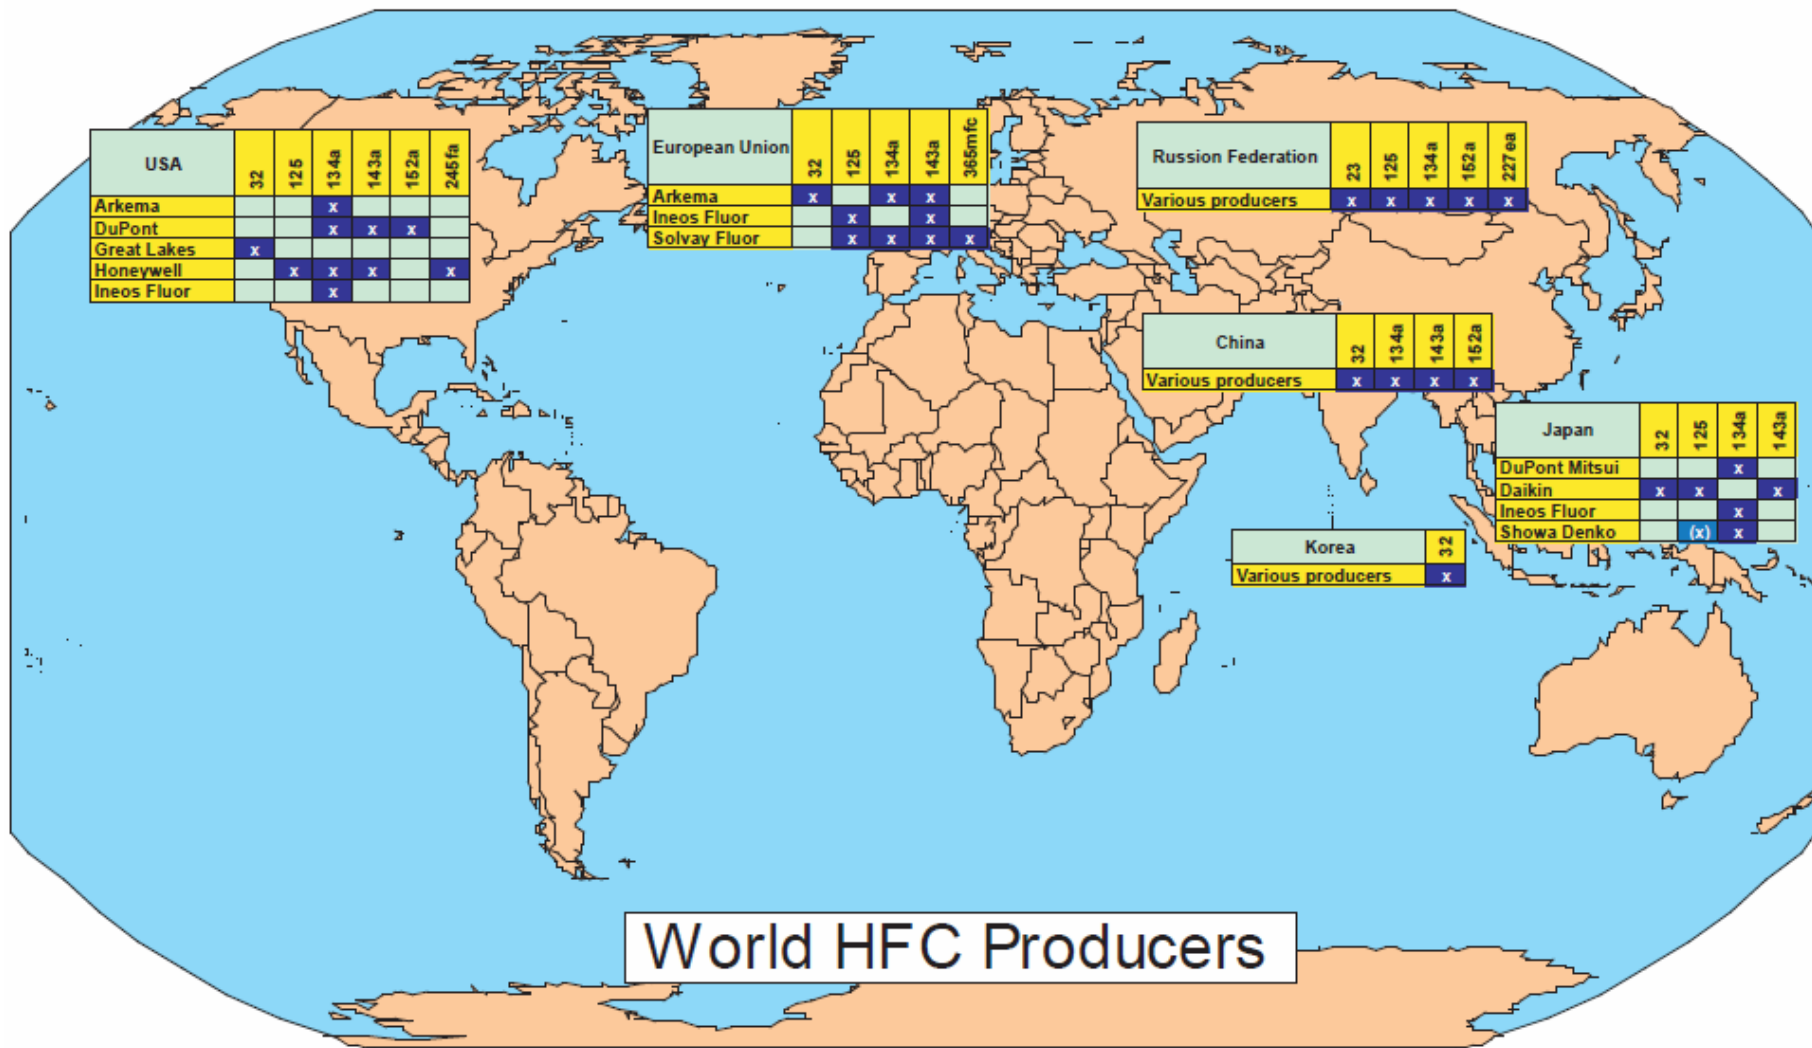 USA 32 125 134a 143a 152a 245fa
Arkema x
DuPont x x x
Great Lakes x
Honeywell x x x x
Ineos Fluor x
European Union 32 125 134a 143a 365mfc
Arkema x x x
Ineos Fluor x x
Solvay Fluor x x x x
Russion Federation 23 125 134a 152a 227ea
Various producers x x x x x
China 32 134a 143a 152a
Various producers x x x x
Japan 32 125 134a 143a
DuPont Mitsui x
Daikin x x x
Ineos Fluor x
Showa Denko (x) x
Korea 32
Various producers x
World HFC Producers